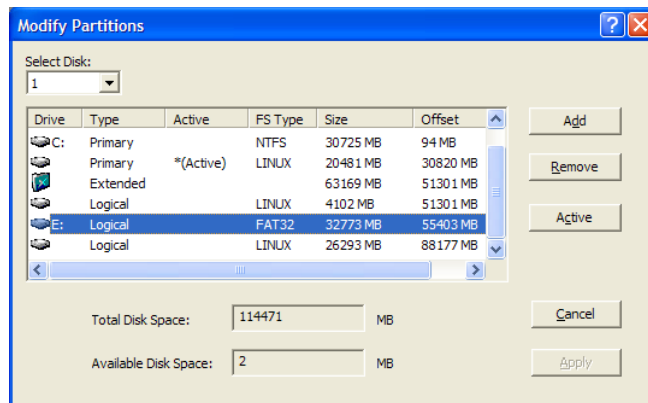 Modify Partitions
Select Disk:
1
Drive Type Active FS Type Size Offset
C: Primary NTFS 30725 MB 94 MB
Primary *(Active) LINUX 20481 MB 30820 MB
Extended 63169 MB 51301 MB
Logical LINUX 4102 MB 51301 MB
E: Logical FAT32 32773 MB 55403 MB
Logical LINUX 26293 MB 88177 MB
Add
Remove
Active
Total Disk Space: 114471 MB
Cancel
Available Disk Space: 2 MB
Apply